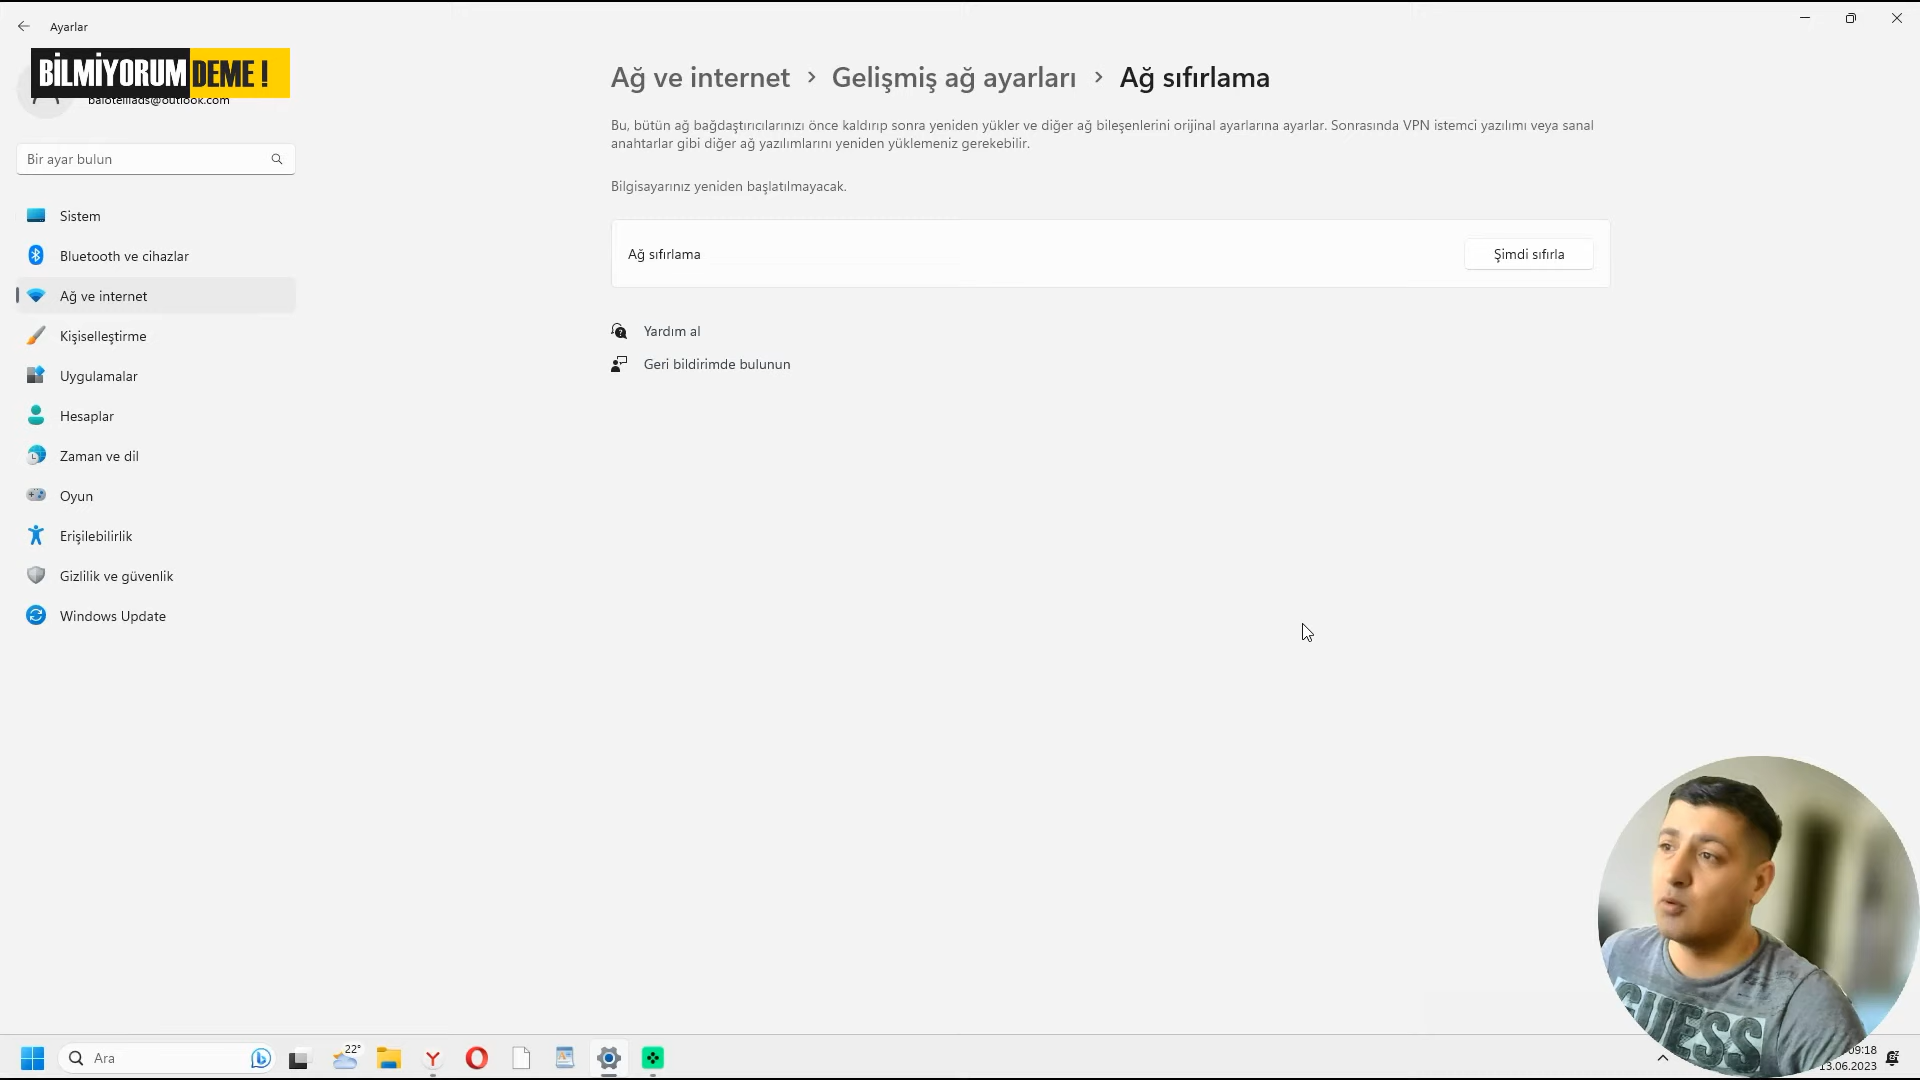 Ayarlar
BİLMİYORUM DEME !
Bir ayar bulun
Sistem
Bluetooth ve cihazlar
Ağ ve internet
Kişiselleştirme
Uygulamalar
Hesaplar
Zaman ve dil
Oyun
Erişilebilirlik
Gizlilik ve güvenlik
Windows Update
Ağ ve internet > Gelişmiş ağ ayarları > Ağ sıfırlama
Bu, bütün ağ bağdaştırıcılarınızı önce kaldırıp sonra yeniden yükler ve diğer ağ bileşenlerini orijinal ayarlarına ayarlar. Sonrasında VPN istemci yazılımı veya sanal
anahtarlar gibi diğer ağ yazılımlarını yeniden yüklemeniz gerekebilir.
Bilgisayarınız yeniden başlatılmayacak.
Ağ sıfırlama
Şimdi sıfırla
Yardım al
Geri bildirimde bulunun
GUESS
Ara
22°
09:18
13.06.2023